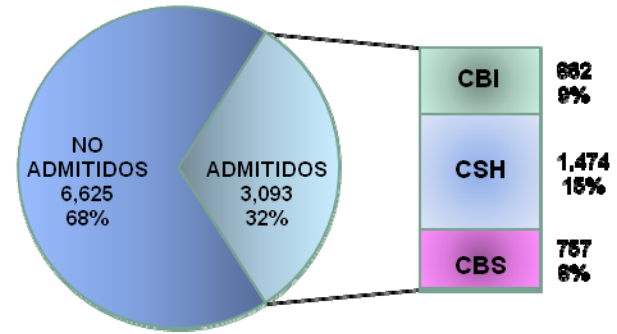 NO
ADMITIDOS
6,625
68%
ADMITIDOS
3,093
32%
CBI
862
9%
CSH
1,474
15%
CBS
757
8%